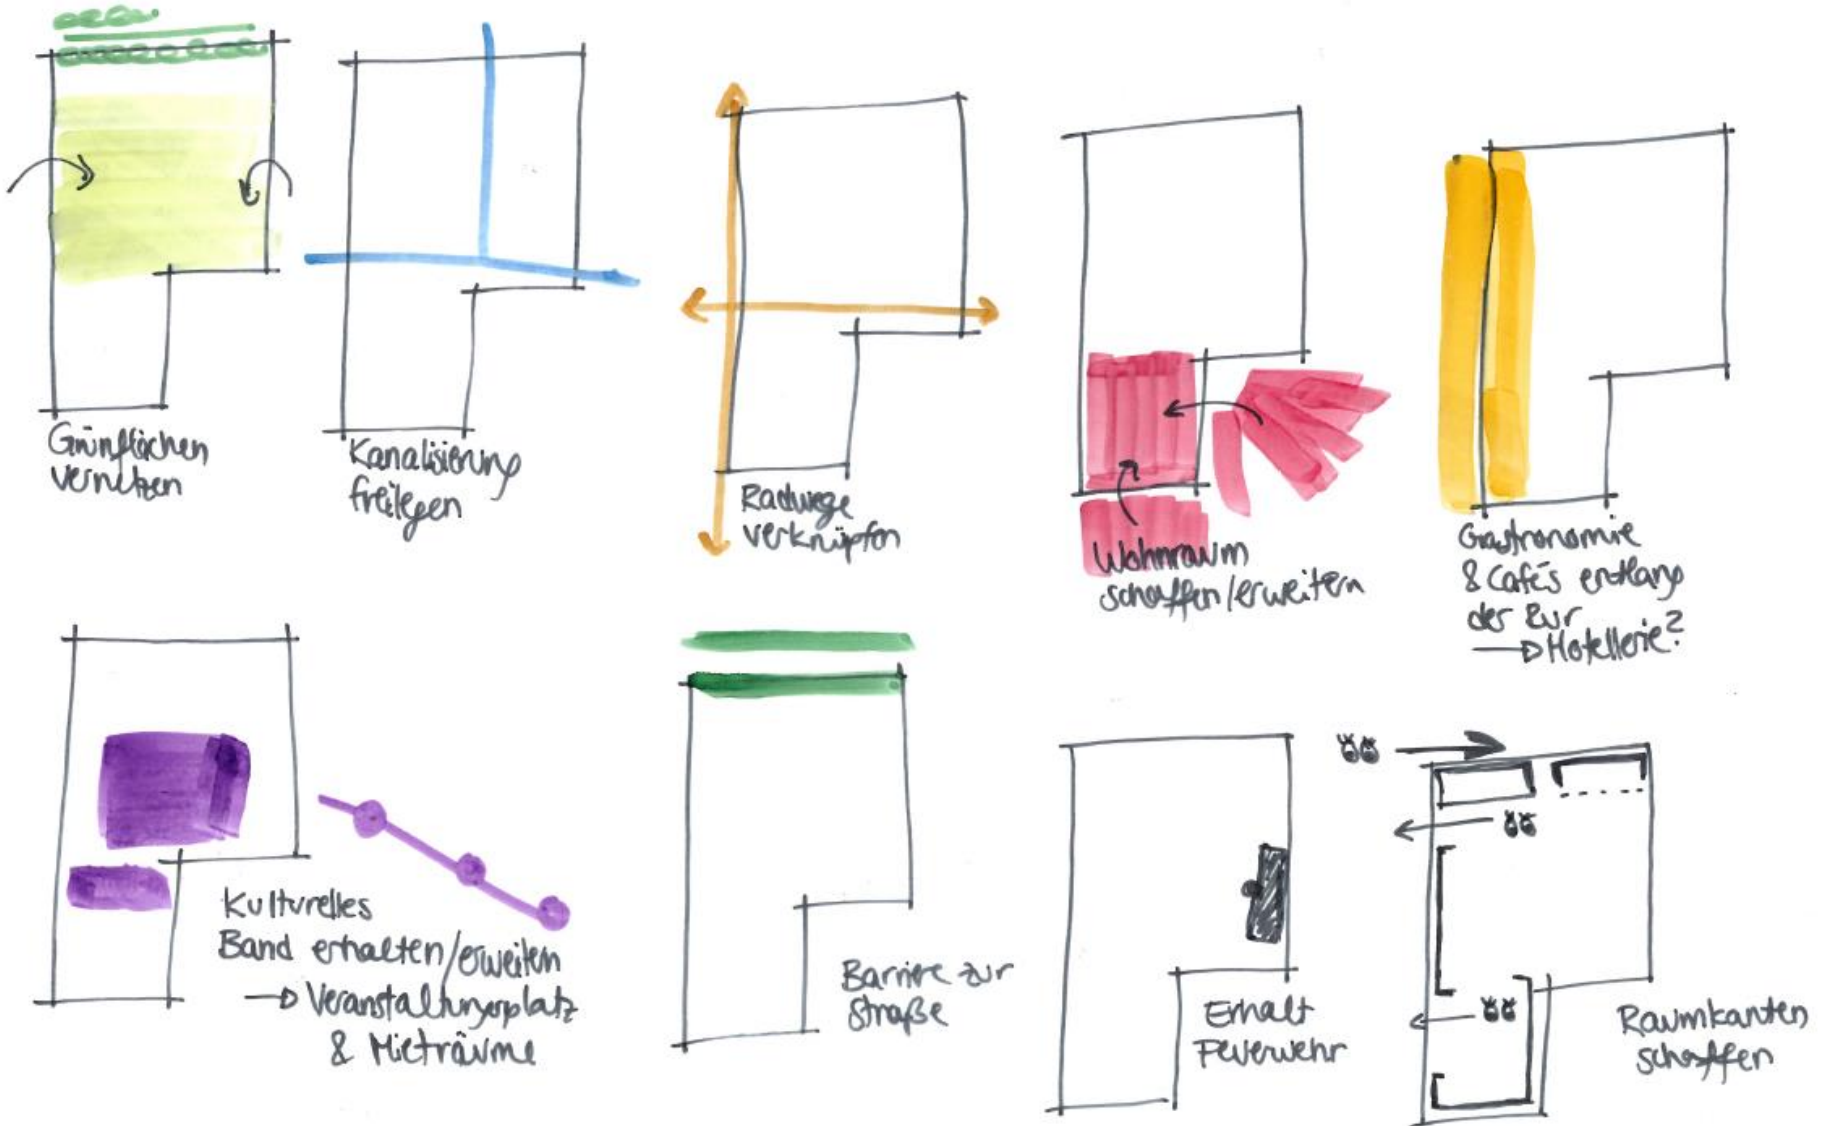 Grünflächen
vernetzen
Kanalisierung
freilegen
Radwege
verknüpfen
Wohnraum
schaffen/erweitern
Gastronomie
& Cafés entlang
der Rur
→ Hotellerie?
Kulturelles
Band erhalten/erweitern
→ Veranstaltungsplatz
& Mieträume
Barriere zur
Straße
Erhalt
Feuerwehr
Raumkanten
schaffen